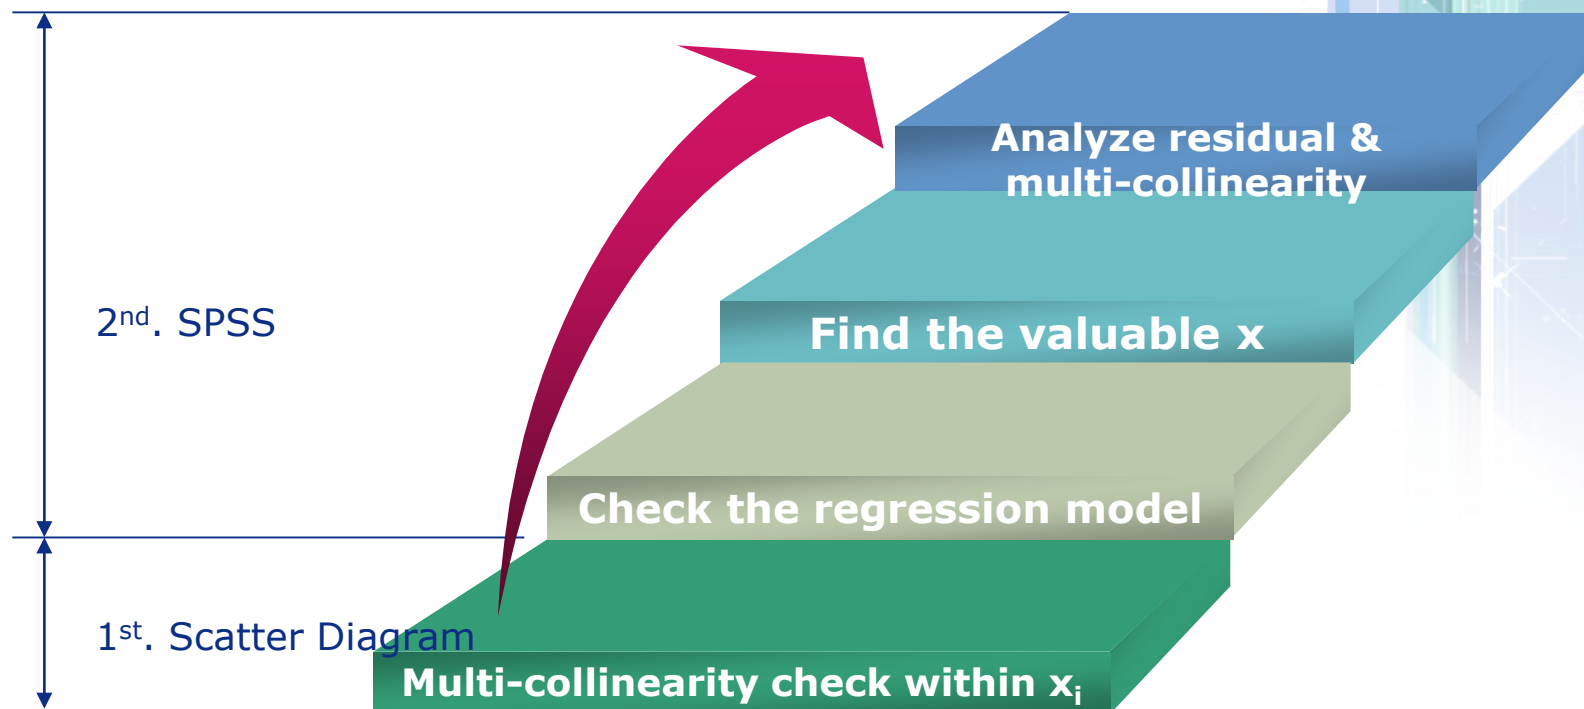 Analyze residual &
multi-collinearity
2nd. SPSS
Find the valuable x
Check the regression model
1st. Scatter Diagram
Multi-collinearity check within xi